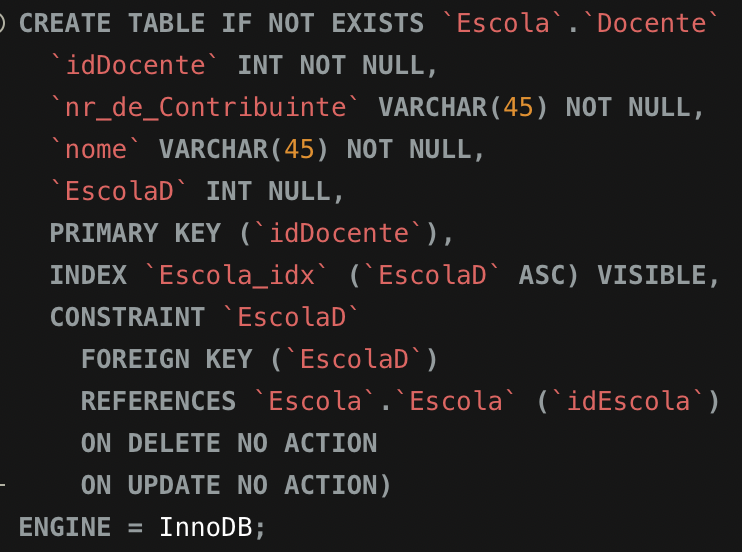 CREATE TABLE IF NOT EXISTS `Escola`.`Docente`
`idDocente` INT NOT NULL,
`nr_de_Contribuinte` VARCHAR(45) NOT NULL,
`nome` VARCHAR(45) NOT NULL,
`EscolaD` INT NULL,
PRIMARY KEY (`idDocente`),
INDEX `Escola_idx` (`EscolaD` ASC) VISIBLE,
CONSTRAINT `EscolaD`
FOREIGN KEY (`EscolaD`)
REFERENCES `Escola`.`Escola` (`idEscola`)
ON DELETE NO ACTION
ON UPDATE NO ACTION)
ENGINE = InnoDB;